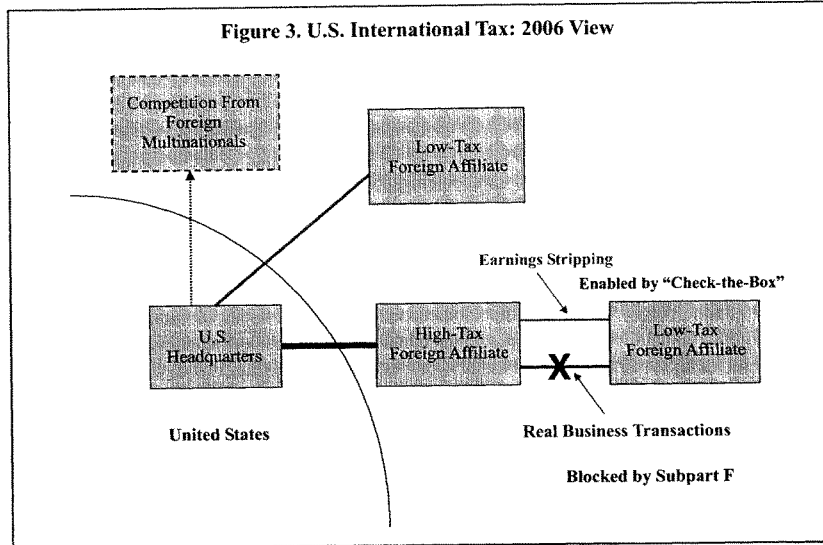 Figure 3. U.S. International Tax: 2006 View
Competition From
Foreign
Multinationals
Low-Tax
Foreign Affiliate
Earnings Stripping
Enabled by “Check-the-Box”
U.S.
Headquarters
High-Tax
Foreign Affiliate
Low-Tax
Foreign Affiliate
X
United States
Real Business Transactions
Blocked by Subpart F